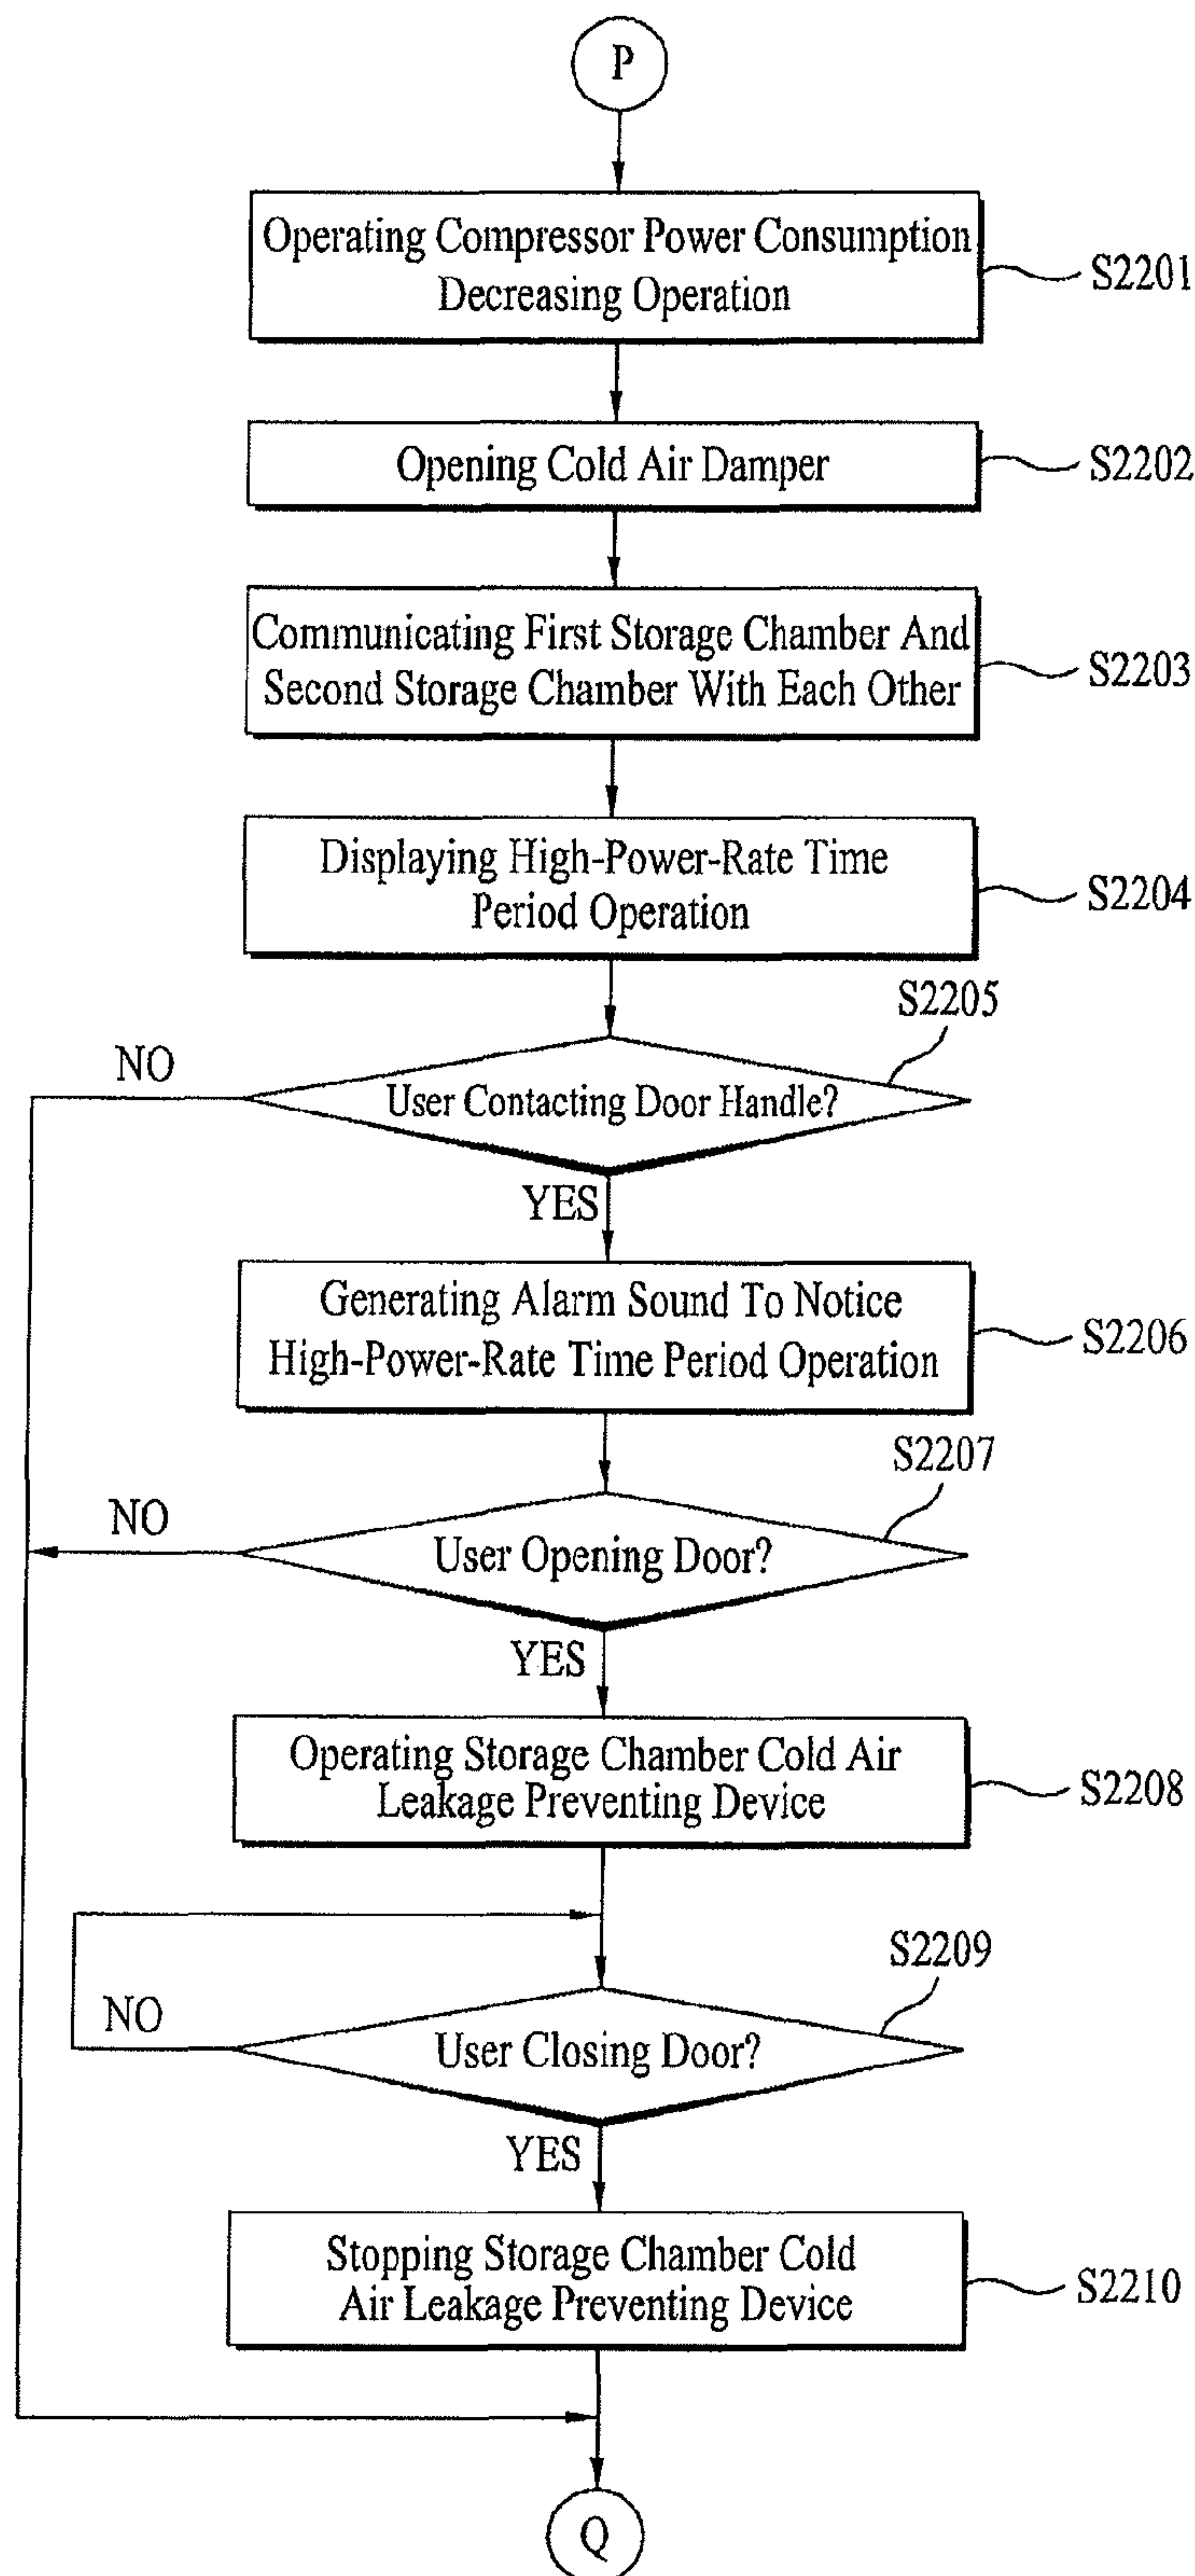 P
Operating Compressor Power Consumption
Decreasing Operation
S2201
Opening Cold Air Damper
S2202
Communicating First Storage Chamber And
Second Storage Chamber With Each Other
S2203
Displaying High-Power-Rate Time
Period Operation
S2204
S2205
NO
User Contacting Door Handle?
YES
Generating Alarm Sound To Notice
High-Power-Rate Time Period Operation
S2206
S2207
NO
User Opening Door?
YES
Operating Storage Chamber Cold Air
Leakage Preventing Device
S2208
S2209
NO
User Closing Door?
YES
Stopping Storage Chamber Cold
Air Leakage Preventing Device
S2210
Q